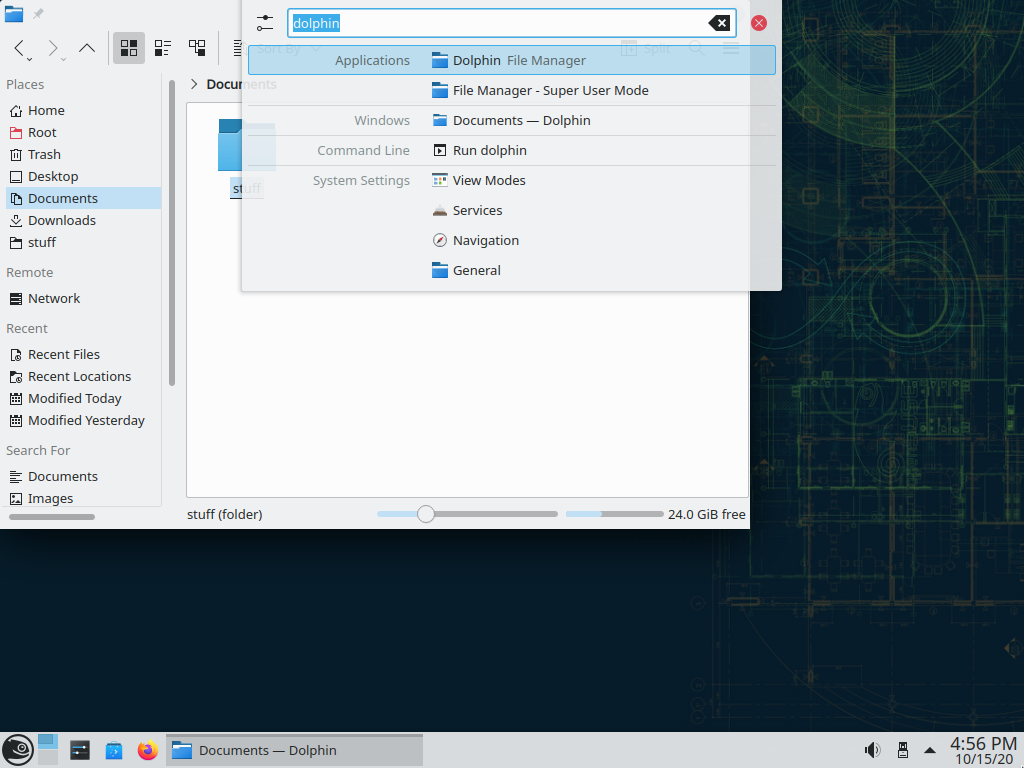 dolphin
Sort By
Split
Places
Home
Root
Trash
Desktop
Documents
Downloads
stuff
Remote
Network
Recent
Recent Files
Recent Locations
Modified Today
Modified Yesterday
Search For
Documents
Images
Documents
stuff
Applications Dolphin File Manager
File Manager - Super User Mode
Windows Documents — Dolphin
Command Line Run dolphin
System Settings View Modes
Services
Navigation
General
stuff (folder) 24.0 GiB free
Documents — Dolphin
4:56 PM
10/15/20